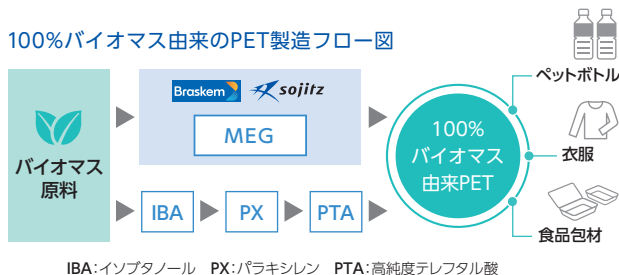 100%バイオマス由来のPET製造フロー図
バイオマス
原料
Braskem sojitz
MEG
IBA
PX
PTA
100%
バイオマス
由来PET
ペットボトル
衣服
食品包材
IBA:イソブタノール PX:パラキシレン PTA:高純度テレフタル酸